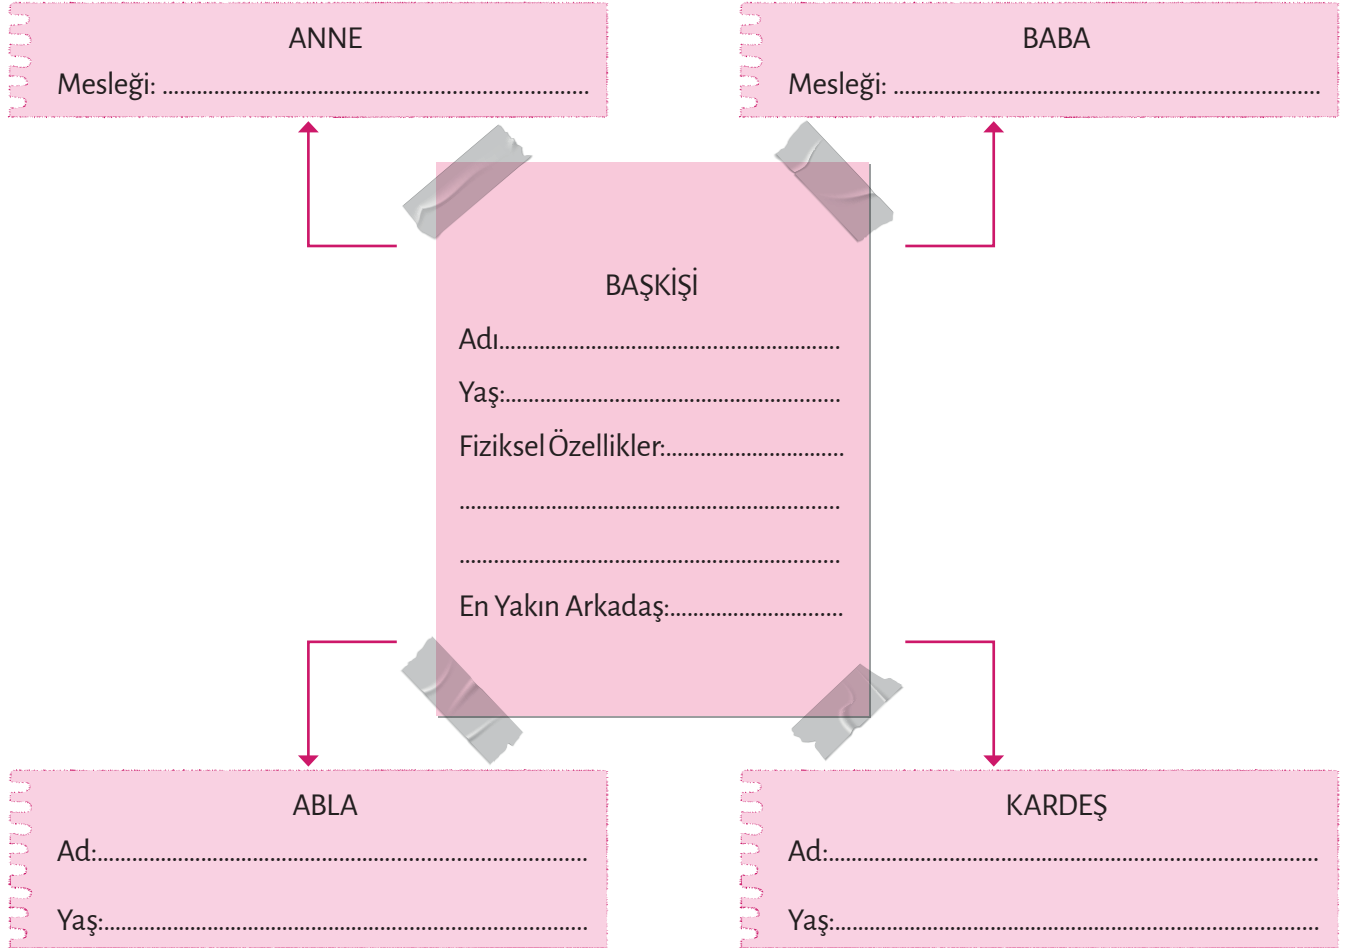 ANNE
Mesleği: ..........................................................................
BABA
Mesleği: ..........................................................................
BAŞKİŞİ
Adı...........................................................
Yaş:..........................................................
Fiziksel Özellikler:...............................
..................................................................
..................................................................
En Yakın Arkadaş:..............................
ABLA
Ad:.....................................................................................
Yaş:....................................................................................
KARDEŞ
Ad:.....................................................................................
Yaş:....................................................................................